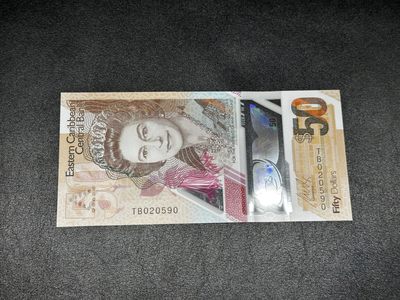 Eastern Caribbean
Central Bank
TB020590
$50
TB020590
Fifty Dollars